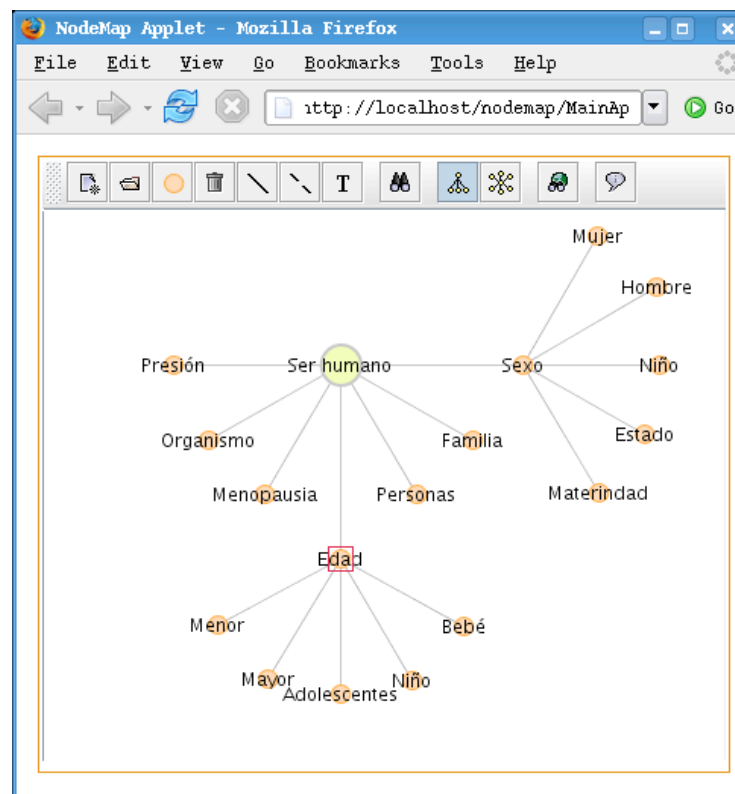 NodeMap Applet - Mozilla Firefox
File Edit View Go Bookmarks Tools Help
ttp://localhost/nodemap/MainAp Go
T
Mujer
Hombre
Presión Ser humano Sexo Niño
Organismo Familia Estado
Menopausia Personas Materindad
Edad
Menor Bebé
Mayor Niño
Adolescentes